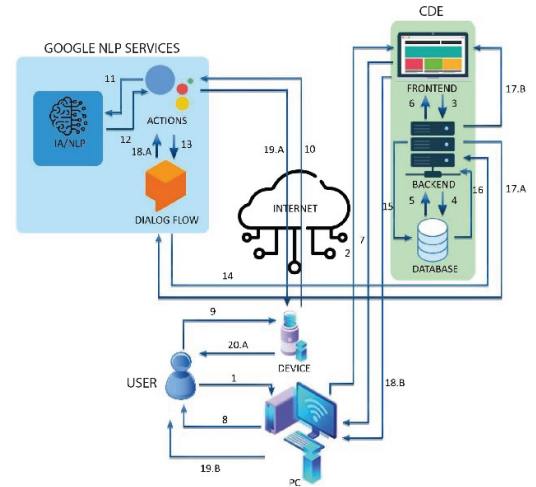 CDE
GOOGLE NLP SERVICES
11
17.B
FRONTEND
6
3
IA/NLP
12
ACTIONS
18.A
13
19.A
10
17.A
BACKEND
15
16
5
4
DIALOG FLOW
INTERNET
2
7
DATABASE
14
9
20.A
DEVICE
USER
1
18.B
8
19.B
PC